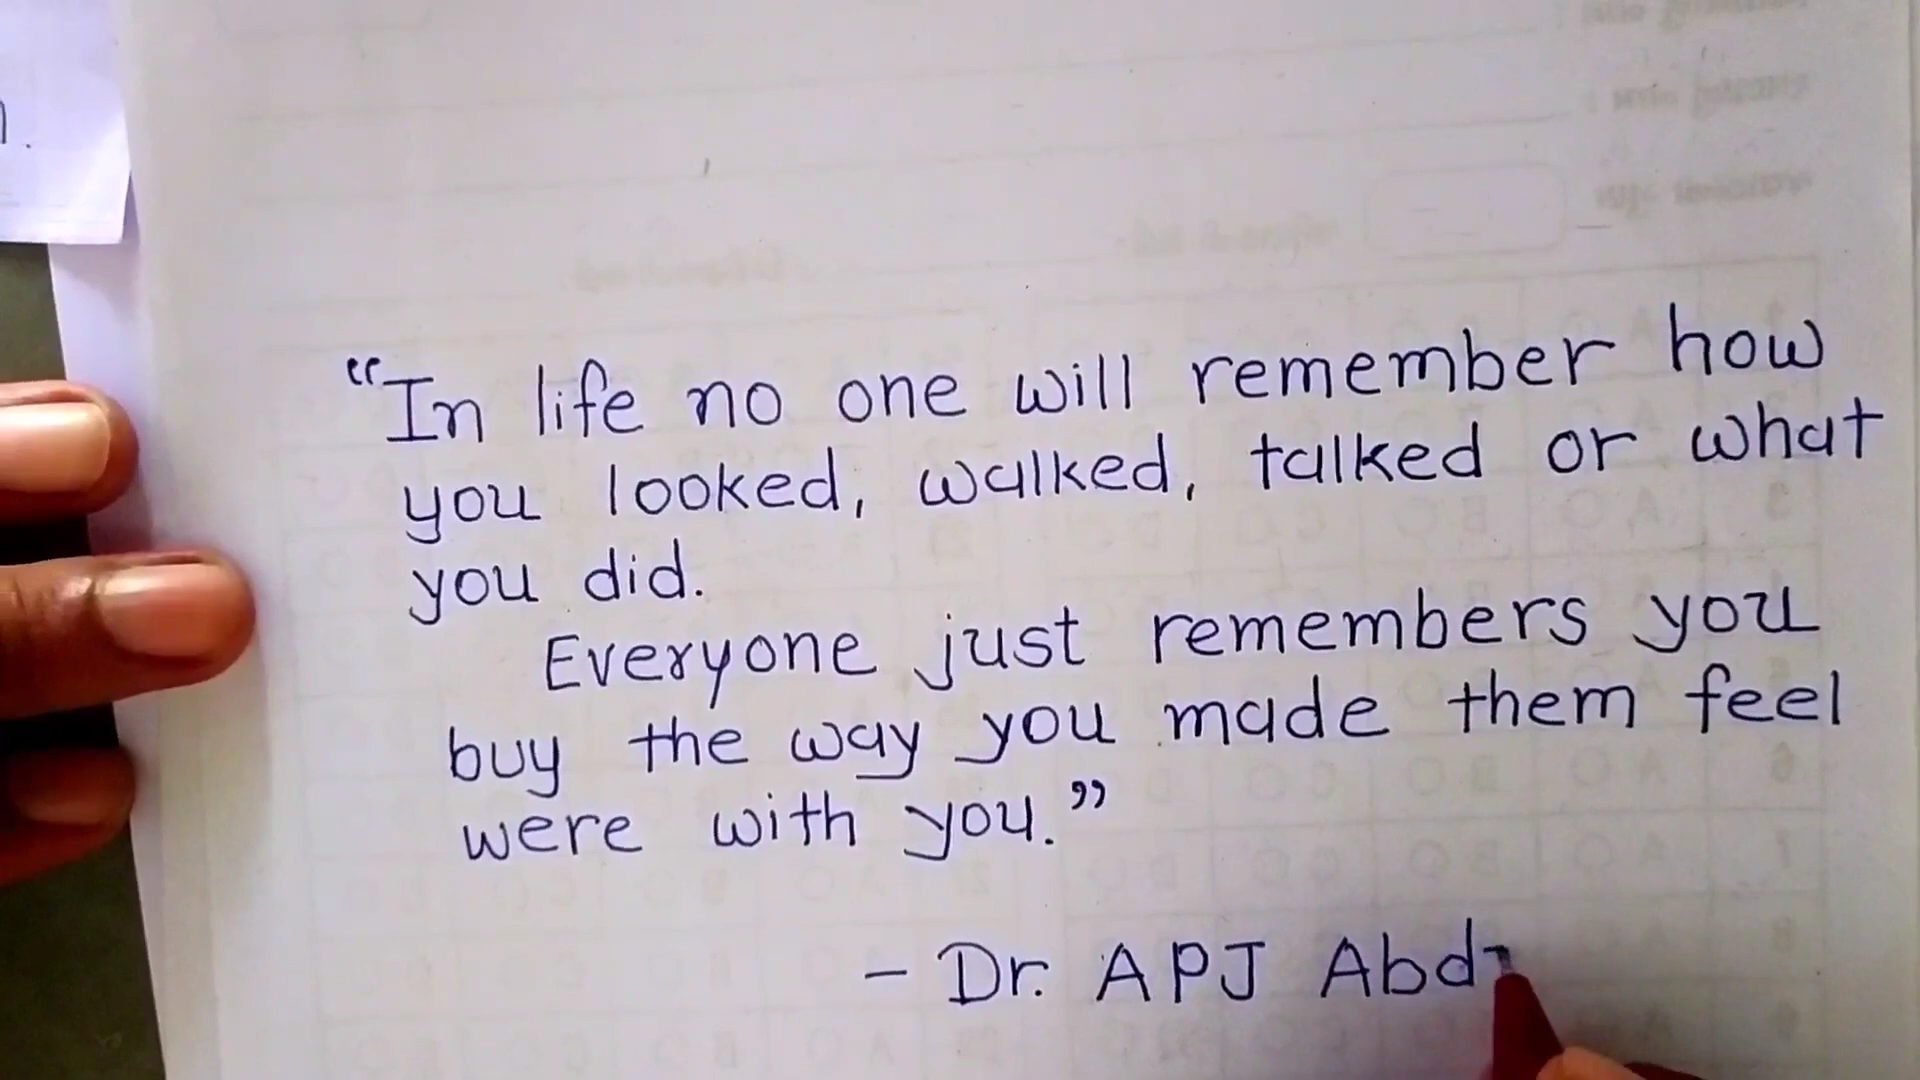 “In life no one will remember how
you looked, walked, talked or what
you did.
Everyone just remembers you
buy the way you made them feel
were with you.”
- Dr. APJ Abd